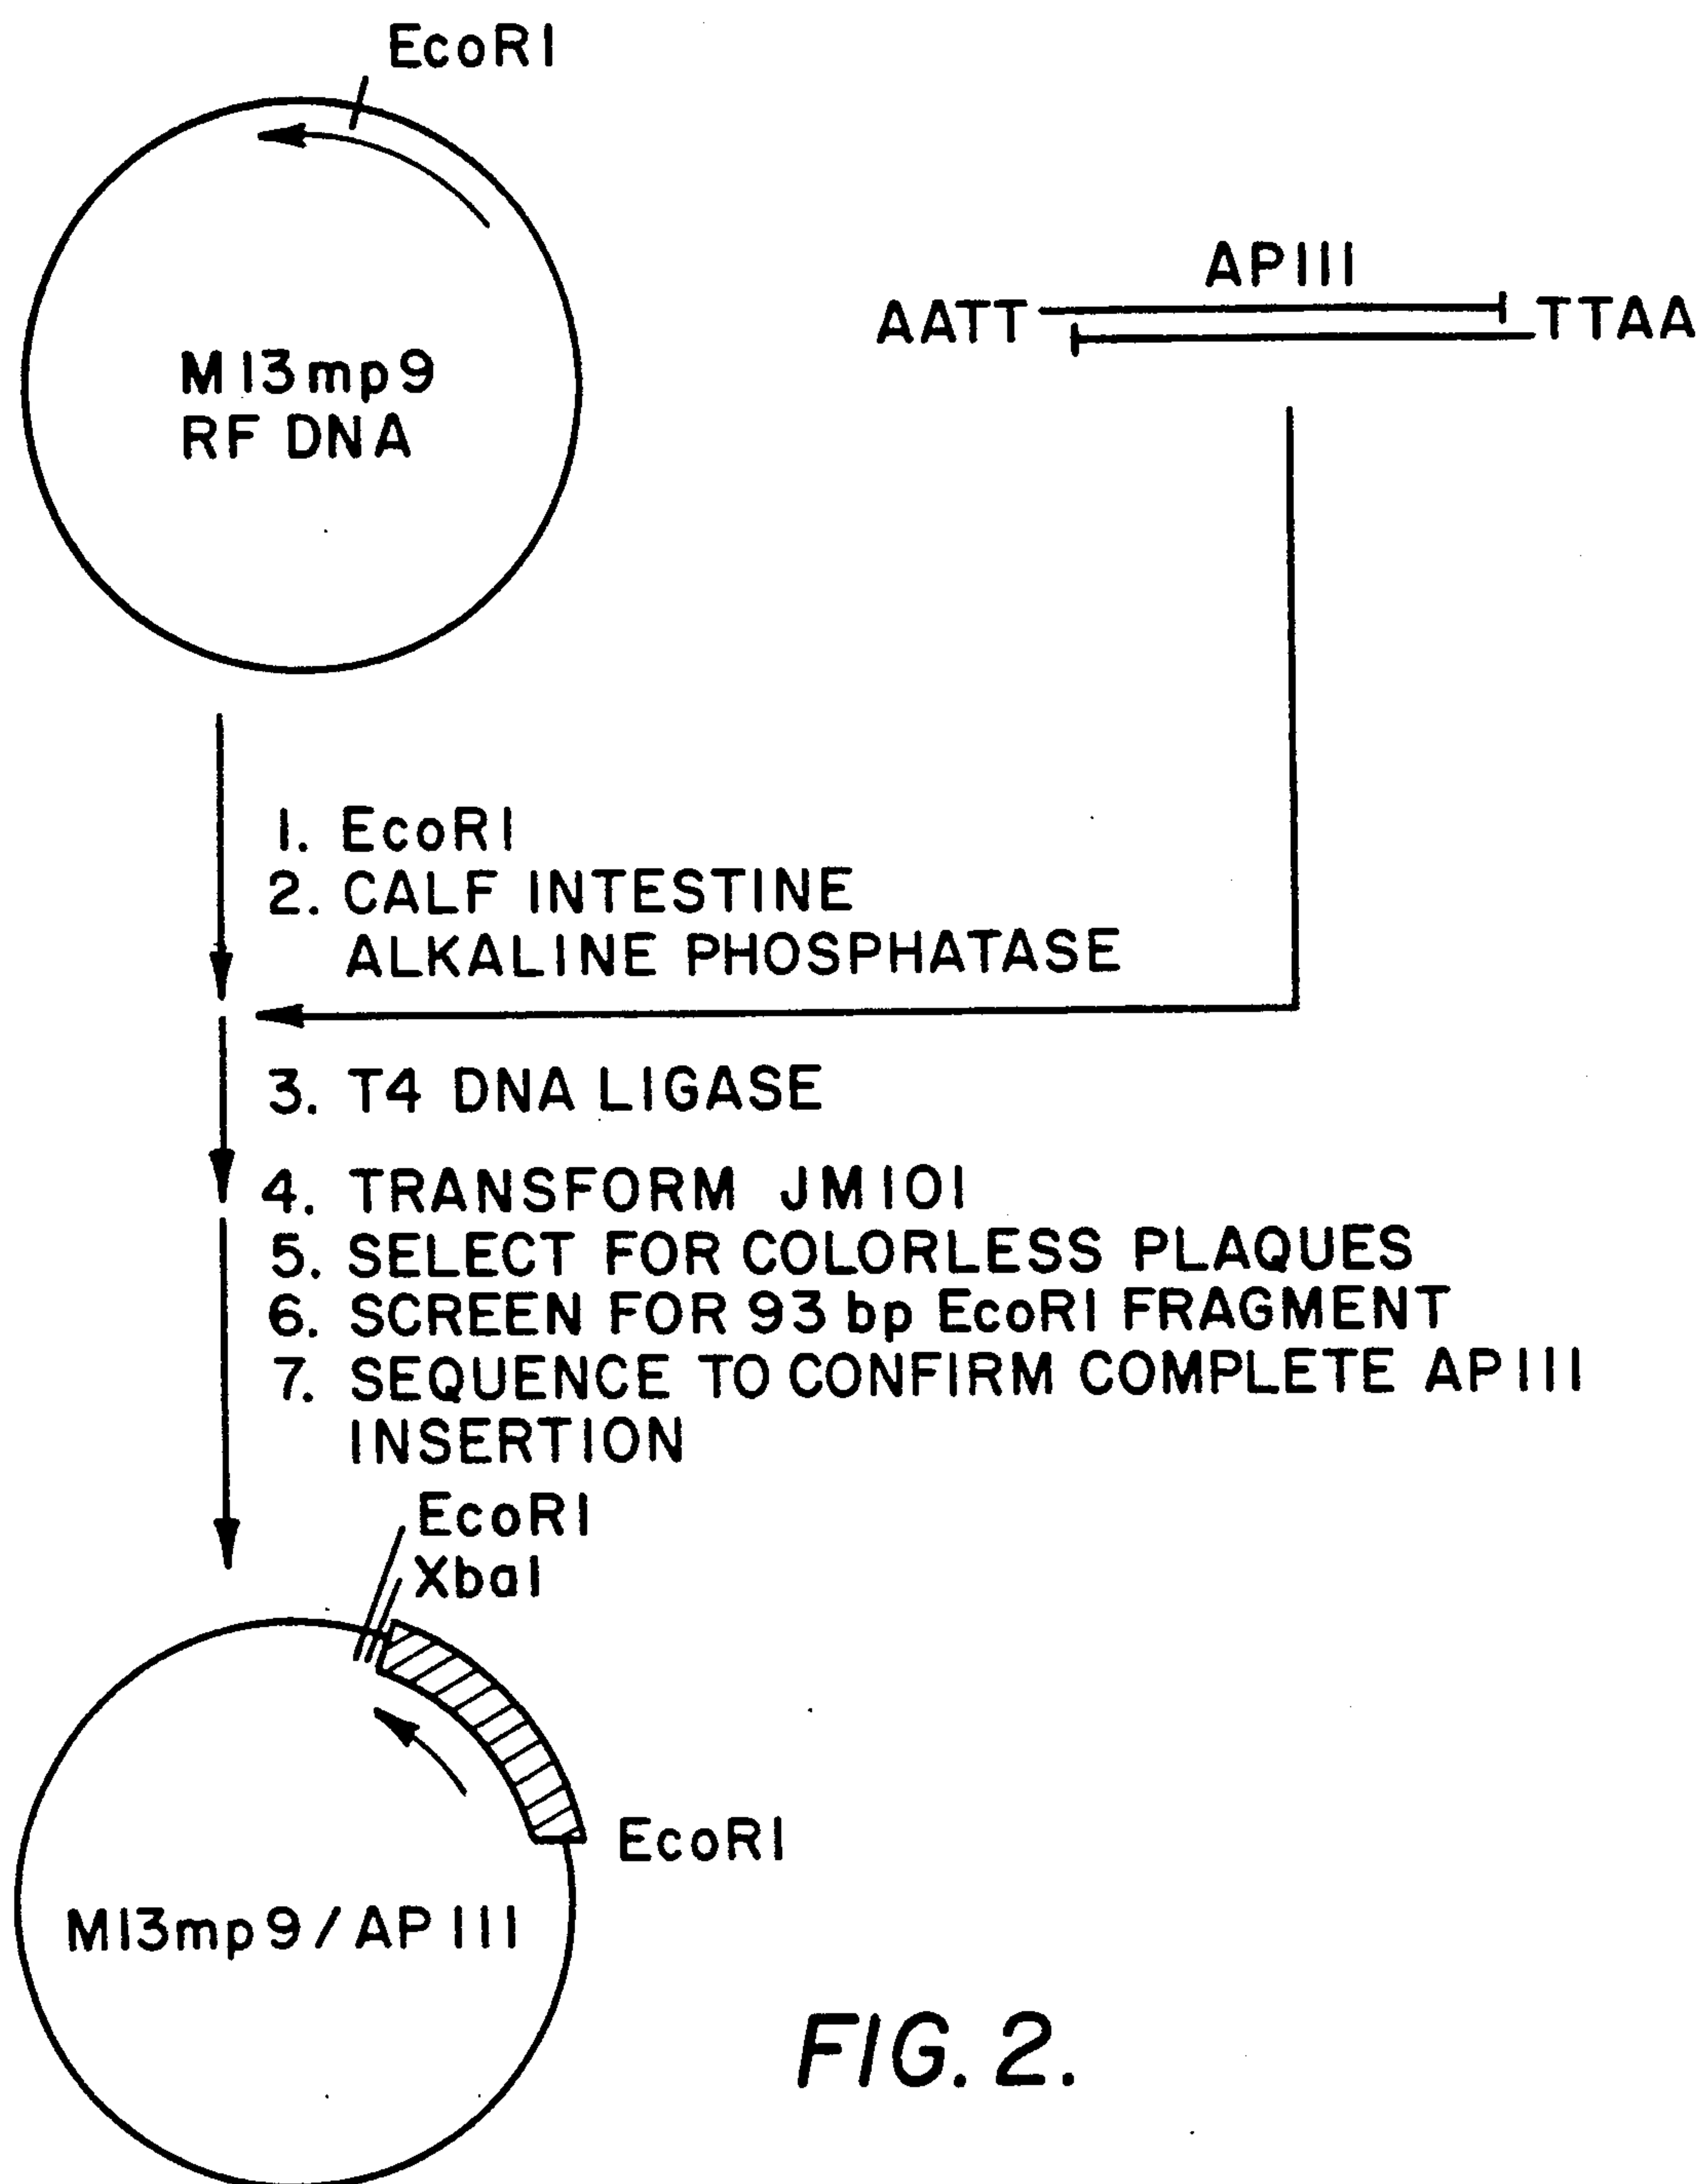 EcoRI
M13mp9
RF DNA
APIII
AATT TTAA
1. EcoRI
2. CALF INTESTINE
ALKALINE PHOSPHATASE
3. T4 DNA LIGASE
4. TRANSFORM JM101
5. SELECT FOR COLORLESS PLAQUES
6. SCREEN FOR 93 bp EcoRI FRAGMENT
7. SEQUENCE TO CONFIRM COMPLETE APIII
INSERTION
EcoRI
XbaI
EcoRI
M13mp9/APIII
FIG. 2.